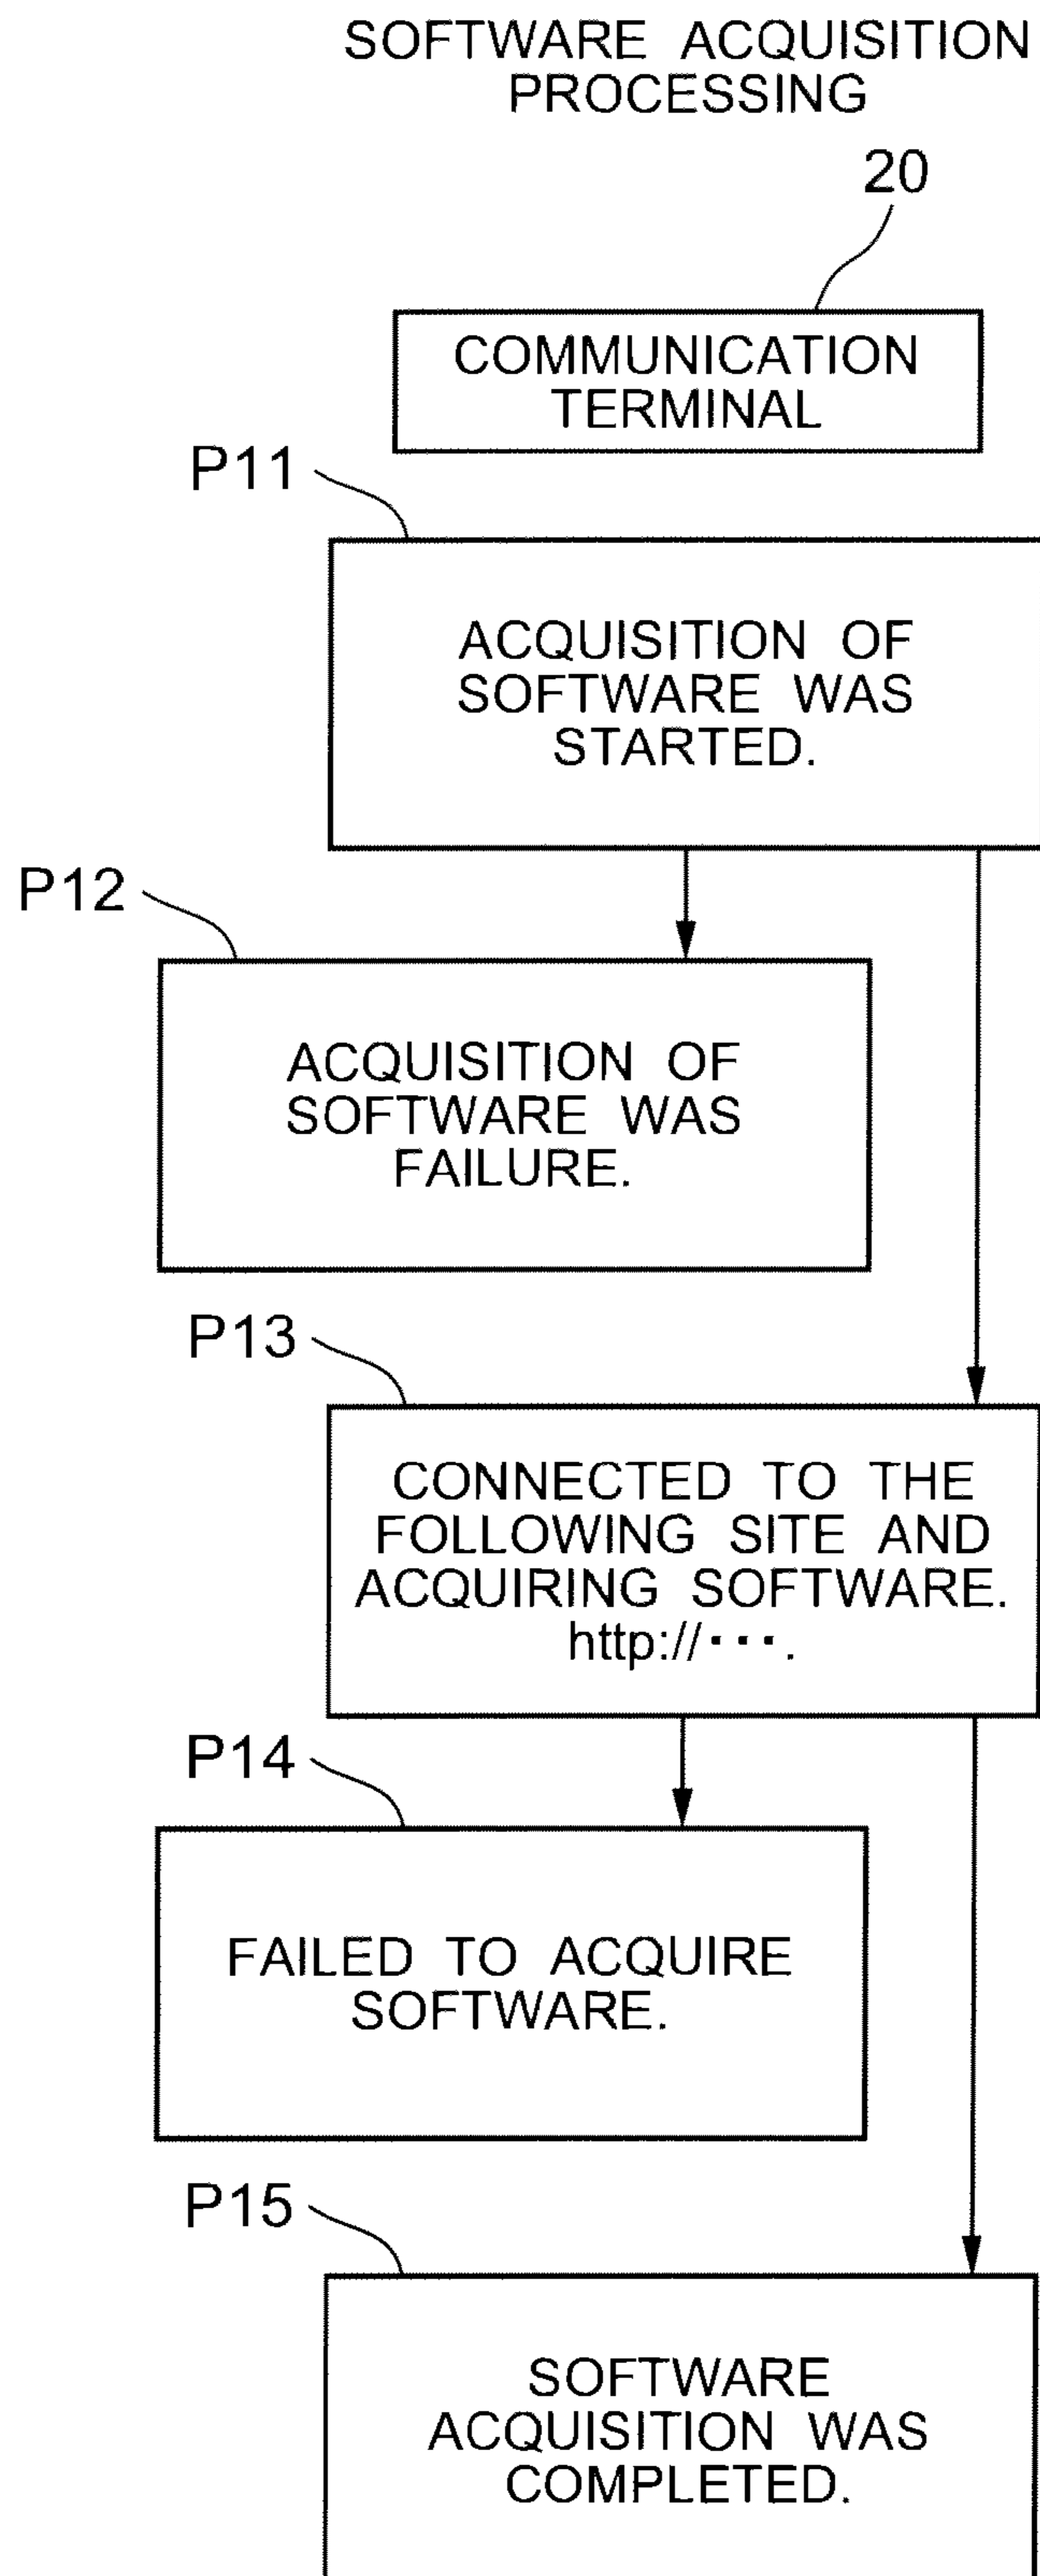 SOFTWARE ACQUISITION
PROCESSING
20
COMMUNICATION
TERMINAL
P11
ACQUISITION OF
SOFTWARE WAS
STARTED.
P12
ACQUISITION OF
SOFTWARE WAS
FAILURE.
P13
CONNECTED TO THE
FOLLOWING SITE AND
ACQUIRING SOFTWARE.
http://･･･.
P14
FAILED TO ACQUIRE
SOFTWARE.
P15
SOFTWARE
ACQUISITION WAS
COMPLETED.